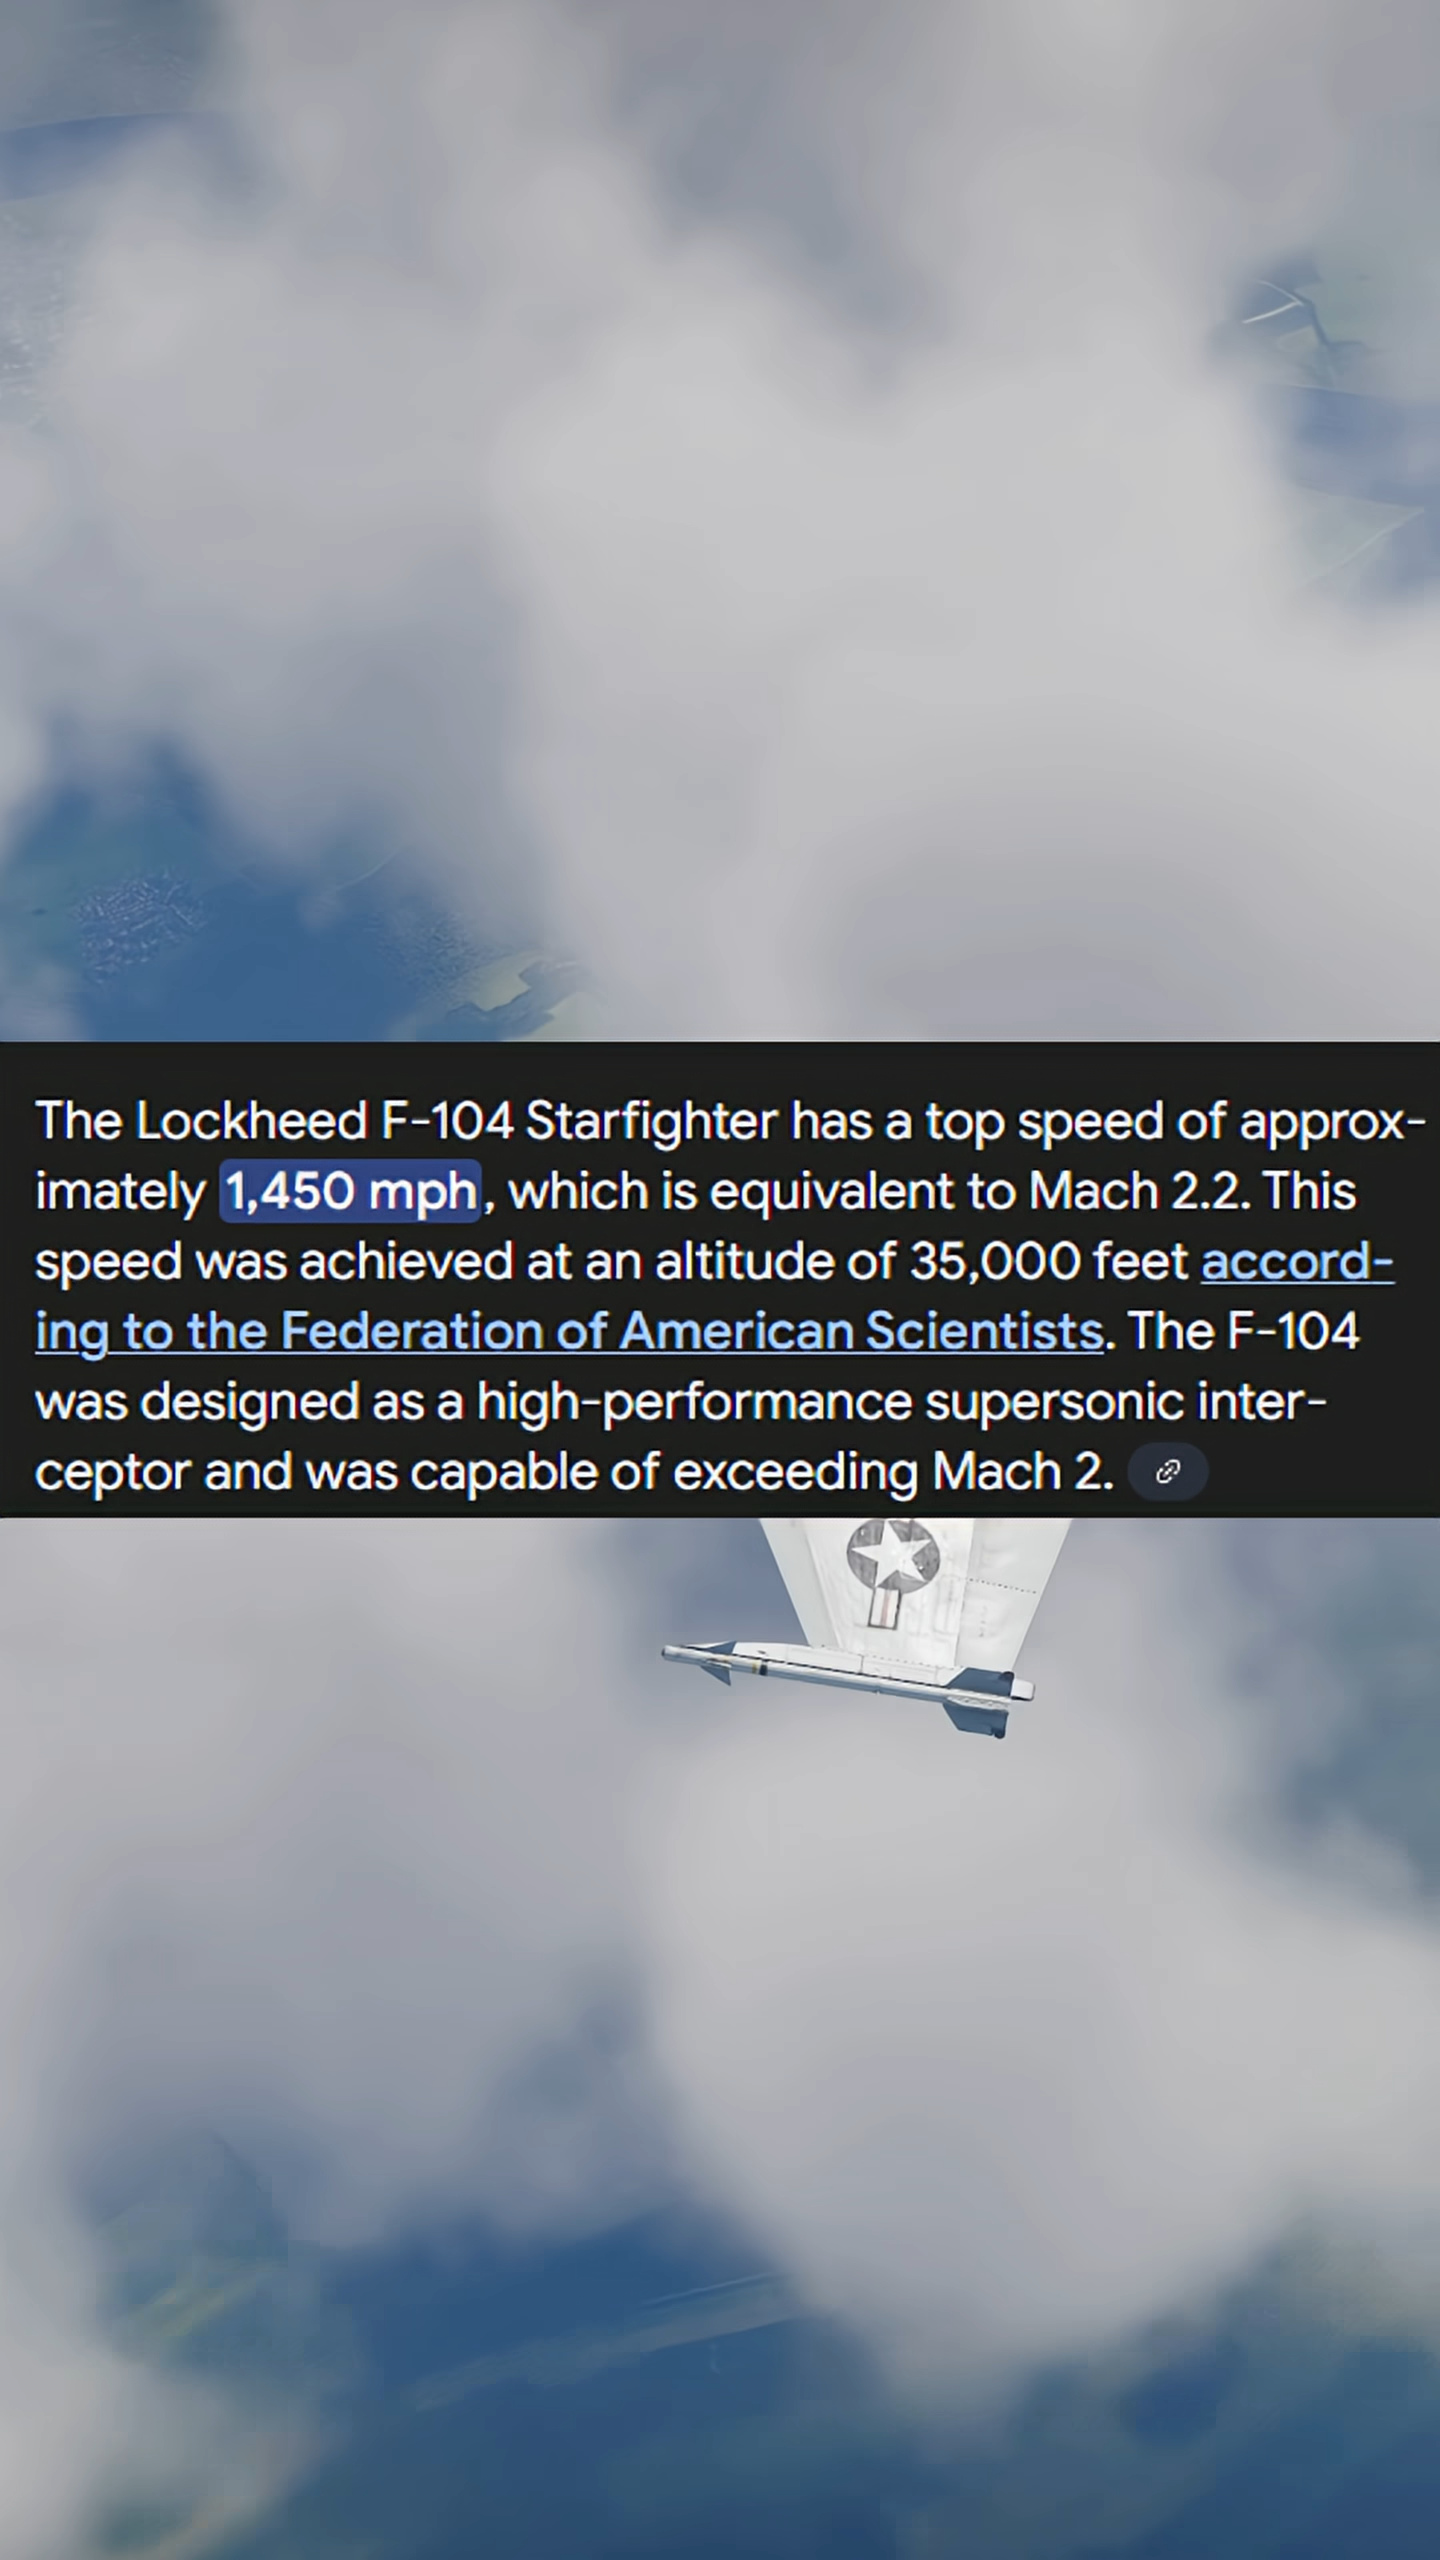 The Lockheed F-104 Starfighter has a top speed of approx-
imately 1,450 mph, which is equivalent to Mach 2.2. This
speed was achieved at an altitude of 35,000 feet accord-
ing to the Federation of American Scientists. The F-104
was designed as a high-performance supersonic inter-
ceptor and was capable of exceeding Mach 2.